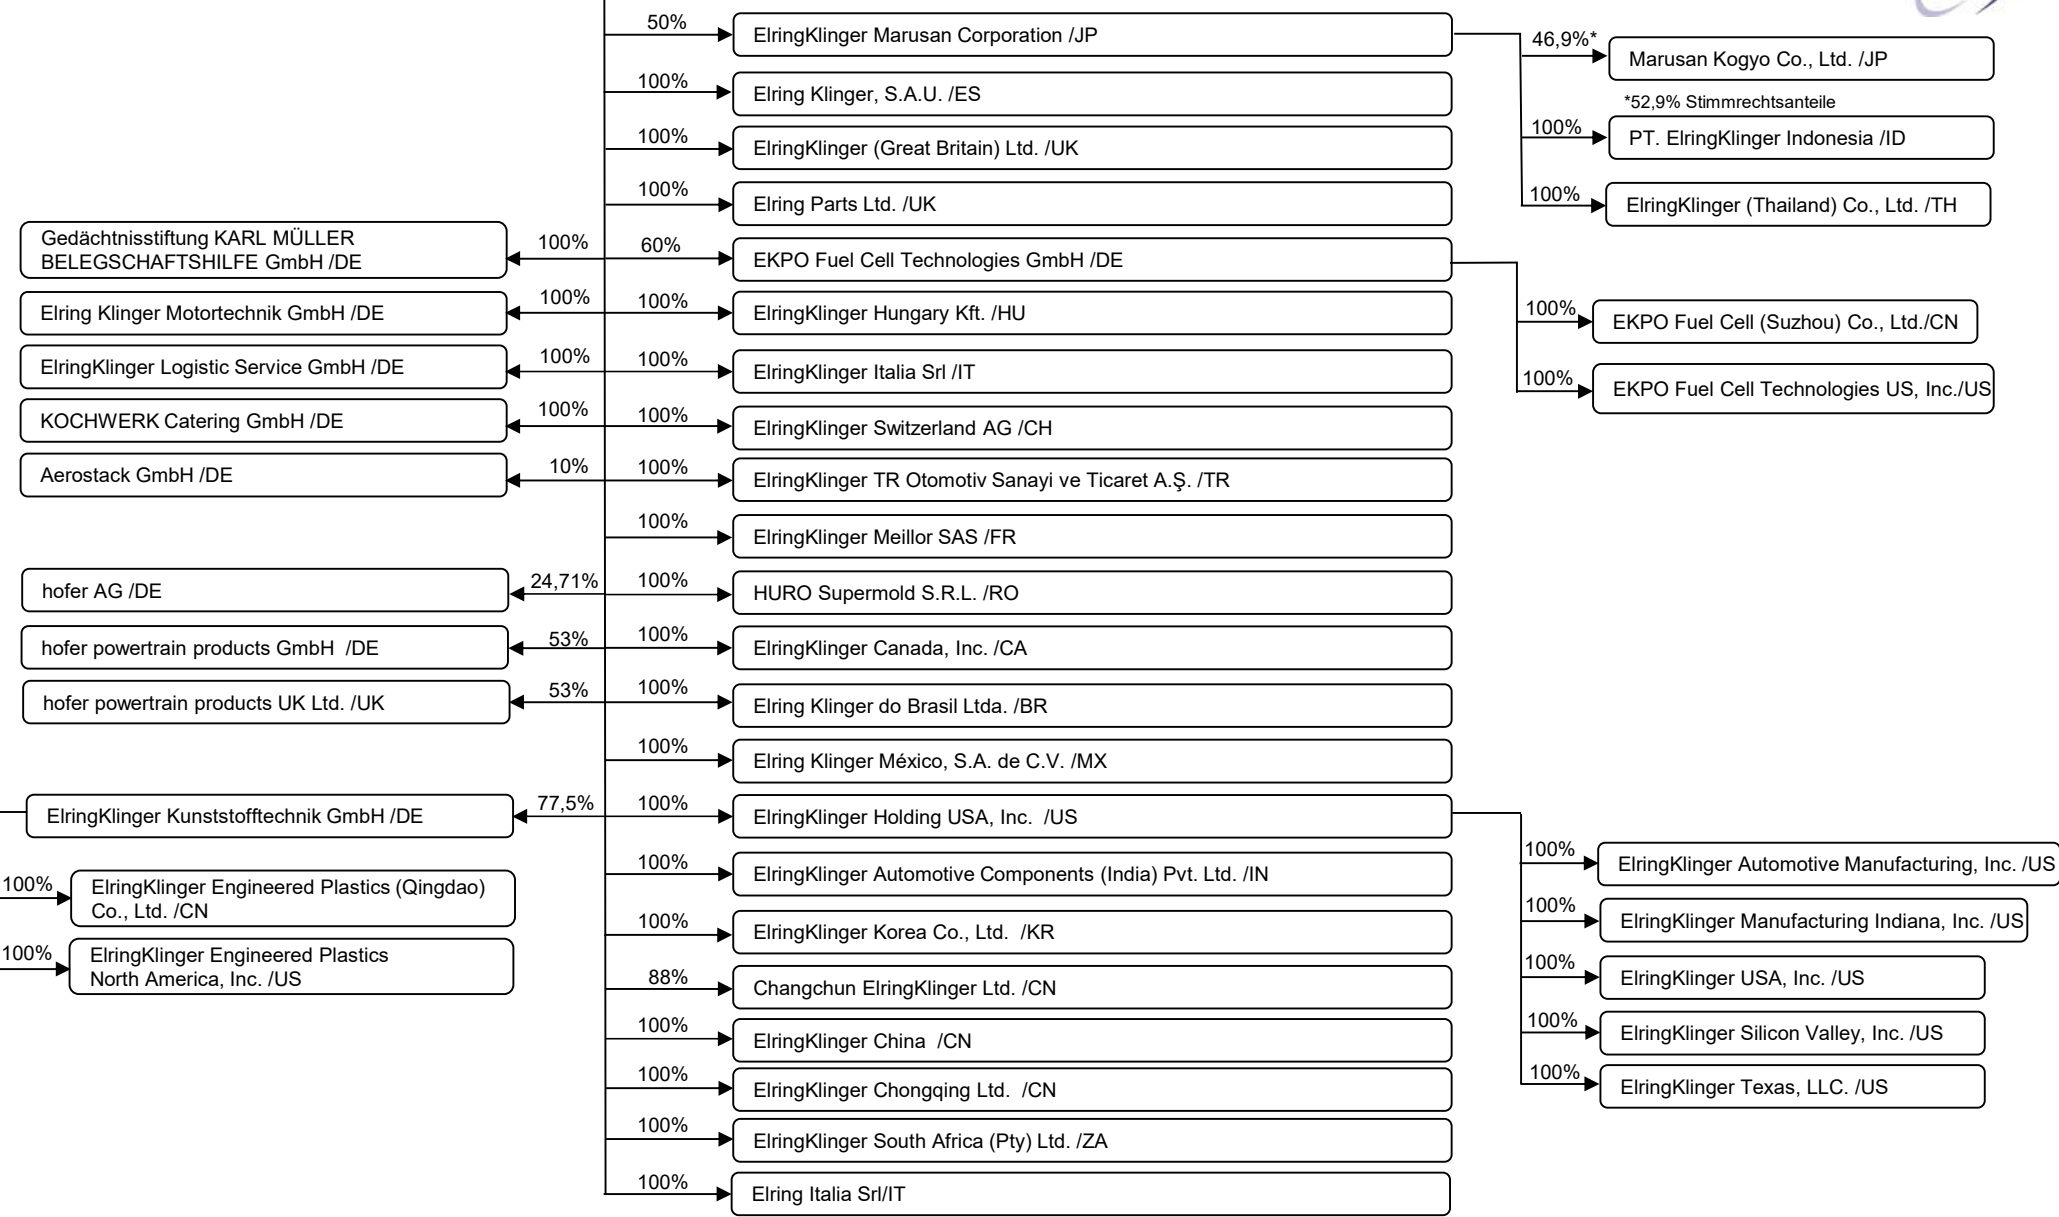 50%
ElringKlinger Marusan Corporation /JP
46,9%*
Marusan Kogyo Co., Ltd. /JP
*52,9% Stimmrechtsanteile
100%
PT. ElringKlinger Indonesia /ID
100%
ElringKlinger (Thailand) Co., Ltd. /TH
100%
Elring Klinger, S.A.U. /ES
100%
ElringKlinger (Great Britain) Ltd. /UK
100%
Elring Parts Ltd. /UK
Gedächtnisstiftung KARL MÜLLER
BELEGSCHAFTSHILFE GmbH /DE
100%
60%
EKPO Fuel Cell Technologies GmbH /DE
100%
EKPO Fuel Cell (Suzhou) Co., Ltd./CN
100%
EKPO Fuel Cell Technologies US, Inc./US
Elring Klinger Motortechnik GmbH /DE
100%
100%
ElringKlinger Hungary Kft. /HU
ElringKlinger Logistic Service GmbH /DE
100%
100%
ElringKlinger Italia Srl /IT
KOCHWERK Catering GmbH /DE
100%
100%
ElringKlinger Switzerland AG /CH
Aerostack GmbH /DE
10%
100%
ElringKlinger TR Otomotiv Sanayi ve Ticaret A.Ş. /TR
100%
ElringKlinger Meillor SAS /FR
hofer AG /DE
24,71%
100%
HURO Supermold S.R.L. /RO
hofer powertrain products GmbH /DE
53%
100%
ElringKlinger Canada, Inc. /CA
hofer powertrain products UK Ltd. /UK
53%
100%
Elring Klinger do Brasil Ltda. /BR
100%
Elring Klinger México, S.A. de C.V. /MX
ElringKlinger Kunststofftechnik GmbH /DE
77,5%
100%
ElringKlinger Holding USA, Inc. /US
100%
ElringKlinger Engineered Plastics (Qingdao)
Co., Ltd. /CN
100%
ElringKlinger Engineered Plastics
North America, Inc. /US
100%
ElringKlinger Automotive Manufacturing, Inc. /US
100%
ElringKlinger Manufacturing Indiana, Inc. /US
100%
ElringKlinger USA, Inc. /US
100%
ElringKlinger Silicon Valley, Inc. /US
100%
ElringKlinger Texas, LLC. /US
100%
ElringKlinger Automotive Components (India) Pvt. Ltd. /IN
100%
ElringKlinger Korea Co., Ltd. /KR
88%
Changchun ElringKlinger Ltd. /CN
100%
ElringKlinger China /CN
100%
ElringKlinger Chongqing Ltd. /CN
100%
ElringKlinger South Africa (Pty) Ltd. /ZA
100%
Elring Italia Srl/IT